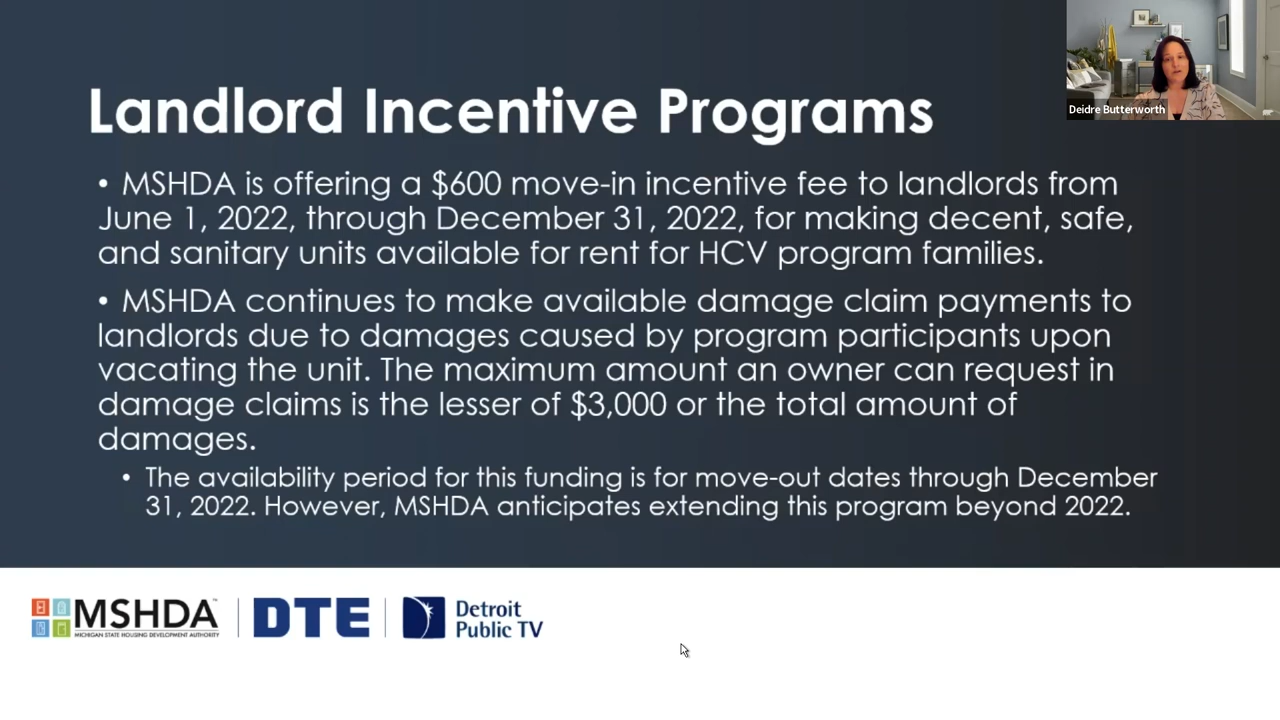 Landlord Incentive Programs
Deidre Butterworth
• MSHDA is offering a $600 move-in incentive fee to landlords from
June 1, 2022, through December 31, 2022, for making decent, safe,
and sanitary units available for rent for HCV program families.
• MSHDA continues to make available damage claim payments to
landlords due to damages caused by program participants upon
vacating the unit. The maximum amount an owner can request in
damage claims is the lesser of $3,000 or the total amount of
damages.
• The availability period for this funding is for move-out dates through December
31, 2022. However, MSHDA anticipates extending this program beyond 2022.
MSHDA™
MICHIGAN STATE HOUSING DEVELOPMENT AUTHORITY
DTE
Detroit
Public TV